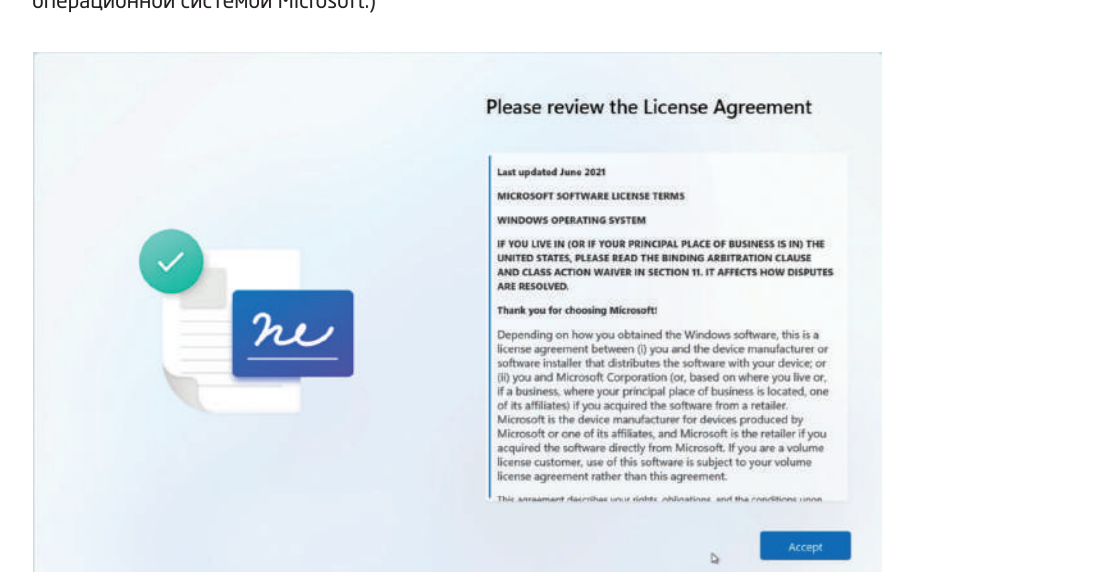 операционной системой Microsoft.)
Please review the License Agreement
Last updated June 2021
MICROSOFT SOFTWARE LICENSE TERMS
WINDOWS OPERATING SYSTEM
IF YOU LIVE IN (OR IF YOUR PRINCIPAL PLACE OF BUSINESS IS IN) THE
UNITED STATES, PLEASE READ THE BINDING ARBITRATION CLAUSE
AND CLASS ACTION WAIVER IN SECTION 11. IT AFFECTS HOW DISPUTES
ARE RESOLVED.
Thank you for choosing Microsoft!
Depending on how you obtained the Windows software, this is a
license agreement between (i) you and the device manufacturer or
software installer that distributes the software with your device; or
(ii) you and Microsoft Corporation (or, based on where you live or,
if a business, where your principal place of business is located, one
of its affiliates) if you acquired the software from a retailer.
Microsoft is the device manufacturer for devices produced by
Microsoft or one of its affiliates, and Microsoft is the retailer if you
acquired the software directly from Microsoft. If you are a volume
license customer, use of this software is subject to your volume
license agreement rather than this agreement.
This agreement describes your rights, obligations, and the conditions upon
Accept